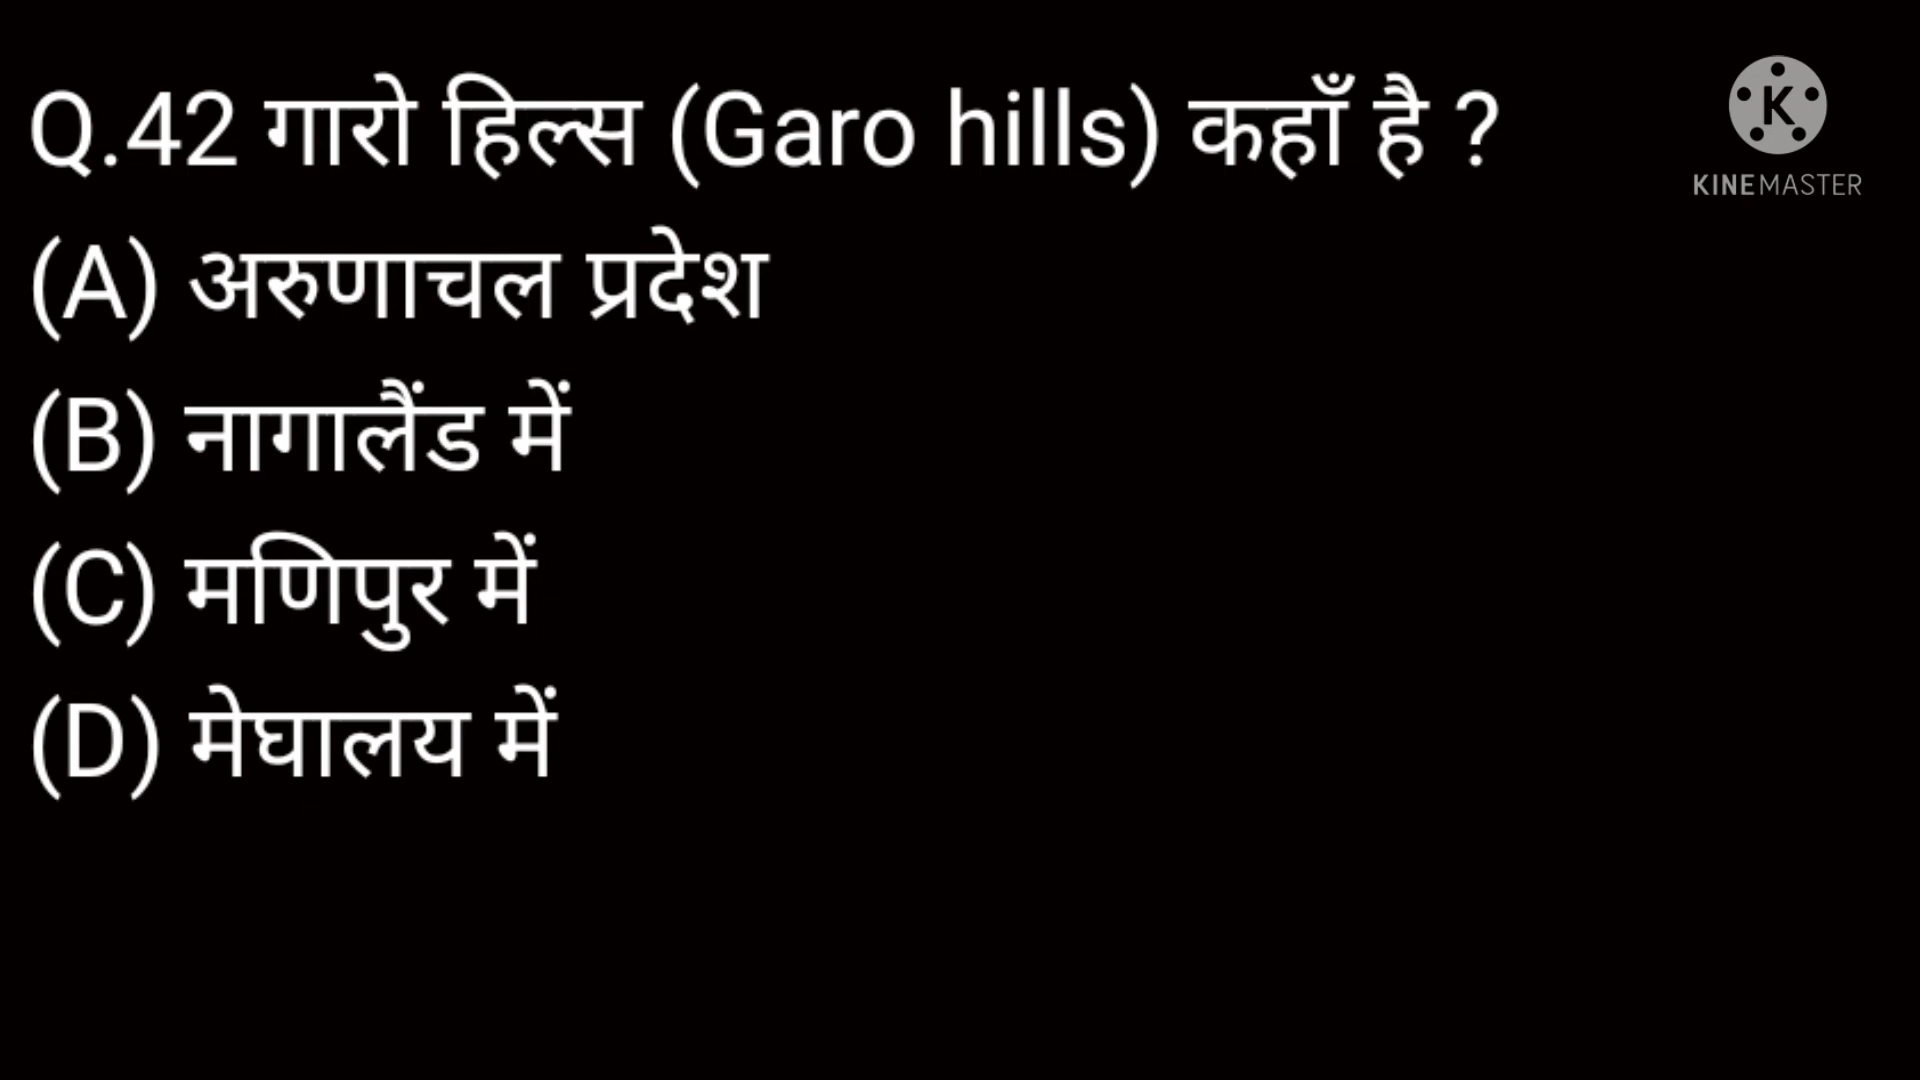 Q.42 गारो हिल्स (Garo hills) कहाँ है ?
(A) अरुणाचल प्रदेश
(B) नागालैंड में
(C) मणिपुर में
(D) मेघालय में
K
KINEMASTER